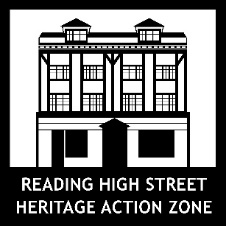 READING HIGH STREET
HERITAGE ACTION ZONE